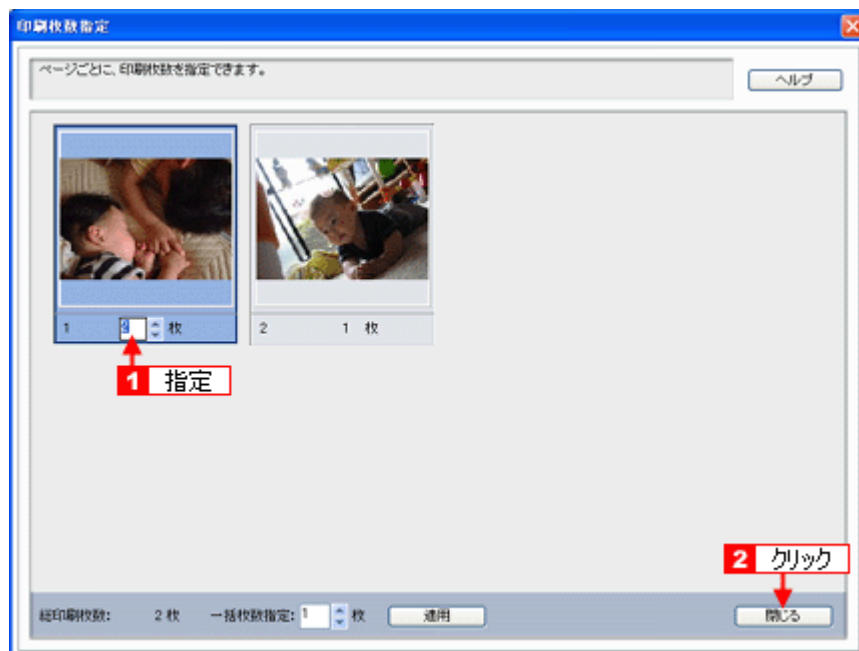 印刷枚数指定
ページごとに、印刷枚数を指定できます。
ヘルプ
1 枚
2 1 枚
1 指定
2 クリック
総印刷枚数: 2 枚 一括枚数指定: 1 枚 適用 閉じる